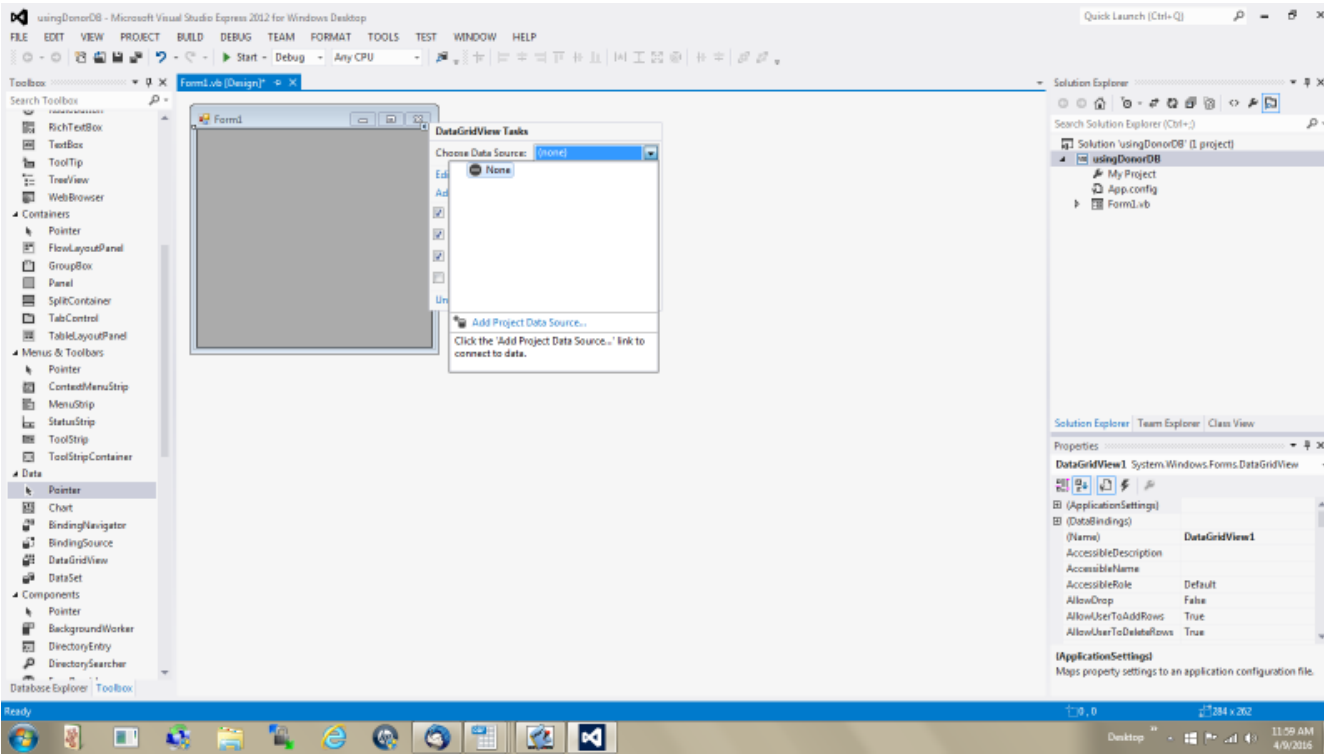 usingDonorDB - Microsoft Visual Studio Express 2012 for Windows Desktop
Quick Launch (Ctrl+Q)
FILE EDIT VIEW PROJECT BUILD DEBUG TEAM FORMAT TOOLS TEST WINDOW HELP
Start - Debug Any CPU
Toolbox
Search Toolbox
RichTextBox
TextBox
ToolTip
TreeView
WebBrowser
Containers
Pointer
FlowLayoutPanel
GroupBox
Panel
SplitContainer
TabControl
TableLayoutPanel
Menus & Toolbars
Pointer
ContextMenuStrip
MenuStrip
StatusStrip
ToolStrip
ToolStripContainer
Data
Pointer
Chart
BindingNavigator
BindingSource
DataGridView
DataSet
Components
Pointer
BackgroundWorker
DirectoryEntry
DirectorySearcher
Database Explorer Toolbox
Form1.vb [Design]*
Form1
DataGridView Tasks
Choose Data Source: (none)
None
Edi
Ad
Un
Add Project Data Source...
Click the 'Add Project Data Source...' link to
connect to data.
Solution Explorer
Search Solution Explorer (Ctrl+;)
Solution 'usingDonorDB' (1 project)
usingDonorDB
My Project
App.config
Form1.vb
Solution Explorer Team Explorer Class View
Properties
DataGridView1 System.Windows.Forms.DataGridView
(ApplicationSettings)
(DataBindings)
(Name) DataGridView1
AccessibleDescription
AccessibleName
AccessibleRole Default
AllowDrop False
AllowUserToAddRows True
AllowUserToDeleteRows True
(ApplicationSettings)
Maps property settings to an application configuration file.
Ready
0 , 0
284 x 262
Desktop
11:59 AM
4/9/2016